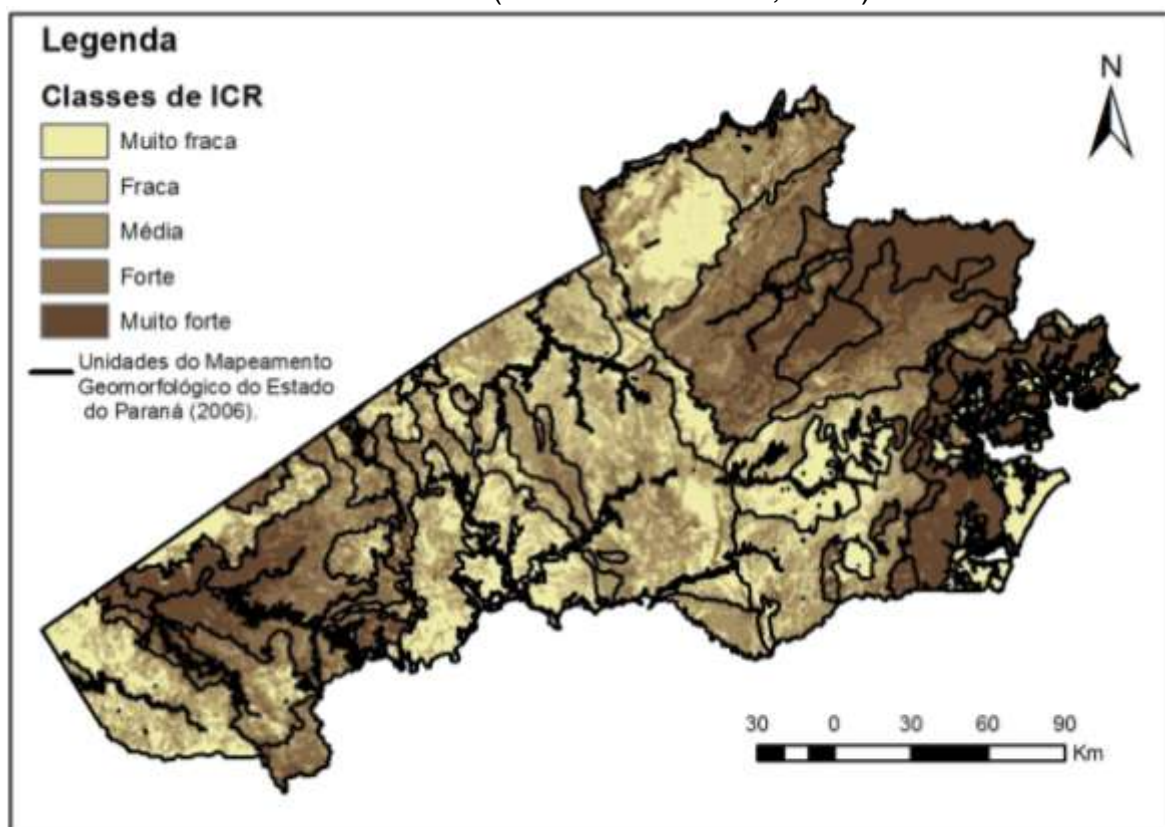 Legenda
Classes de ICR
Muito fraca
Fraca
Média
Forte
Muito forte
Unidades do Mapeamento
Geomorfológico do Estado
do Paraná (2006).
N
30 0 30 60 90
Km